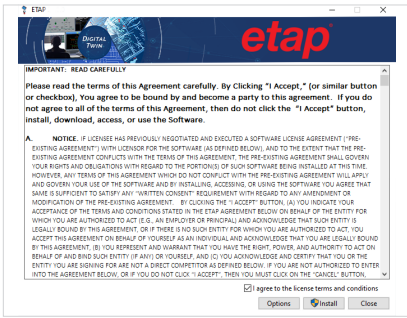 ETAP
DIGITAL
TWIN
etap
IMPORTANT: READ CAREFULLY
Please read the terms of this Agreement carefully. By Clicking "I Accept," (or similar button
or checkbox), You agree to be bound by and become a party to this agreement. If you do
not agree to all of the terms of this Agreement, then do not click the "I Accept" button,
install, download, access, or use the Software.
A. NOTICE. IF LICENSEE HAS PREVIOUSLY NEGOTIATED AND EXECUTED A SOFTWARE LICENSE AGREEMENT ("PRE-
EXISTING AGREEMENT") WITH LICENSOR FOR THE SOFTWARE (AS DEFINED BELOW), AND TO THE EXTENT THAT THE PRE-
EXISTING AGREEMENT CONFLICTS WITH THE TERMS OF THIS AGREEMENT, THE PRE-EXISTING AGREEMENT SHALL GOVERN
YOUR RIGHTS AND OBLIGATIONS WITH REGARD TO THE PORTION(S) OF SUCH SOFTWARE BEING INSTALLED AT THIS TIME.
HOWEVER, ANY TERMS OF THIS AGREEMENT WHICH DO NOT CONFLICT WITH THE PRE-EXISTING AGREEMENT WILL APPLY
AND GOVERN YOUR USE OF THE SOFTWARE AND BY INSTALLING, ACCESSING, OR USING THE SOFTWARE YOU AGREE THAT
SAME IS SUFFICIENT TO SATISFY ANY "WRITTEN CONSENT" REQUIREMENT WITH REGARD TO ANY AMENDMENT OR
MODIFICATION OF THE PRE-EXISTING AGREEMENT. BY CLICKING THE "I ACCEPT" BUTTON, (A) YOU INDICATE YOUR
ACCEPTANCE OF THE TERMS AND CONDITIONS STATED IN THE ETAP AGREEMENT BELOW ON BEHALF OF THE ENTITY FOR
WHICH YOU ARE AUTHORIZED TO ACT (E.G., AN EMPLOYER OR PRINCIPAL) AND ACKNOWLEDGE THAT SUCH ENTITY IS
LEGALLY BOUND BY THIS AGREEMENT, OR IF THERE IS NO SUCH ENTITY FOR WHICH YOU ARE AUTHORIZED TO ACT, YOU
ACCEPT THIS AGREEMENT ON BEHALF OF YOURSELF AS AN INDIVIDUAL AND ACKNOWLEDGE THAT YOU ARE LEGALLY BOUND
BY THIS AGREEMENT, (B) YOU REPRESENT AND WARRANT THAT YOU HAVE THE RIGHT, POWER, AND AUTHORITY TO ACT ON
BEHALF OF AND BIND SUCH ENTITY (IF ANY) OR YOURSELF, AND (C) YOU ACKNOWLEDGE AND CERTIFY THAT YOU OR THE
ENTITY YOU ARE SIGNING FOR ARE NOT A DIRECT COMPETITOR AS DEFINED BELOW. IF YOU ARE NOT AUTHORIZED TO ENTER
INTO THE AGREEMENT BELOW, OR IF YOU DO NOT CLICK "I ACCEPT", THEN YOU MUST CLICK ON THE "CANCEL" BUTTON,
I agree to the license terms and conditions
Options Install Close